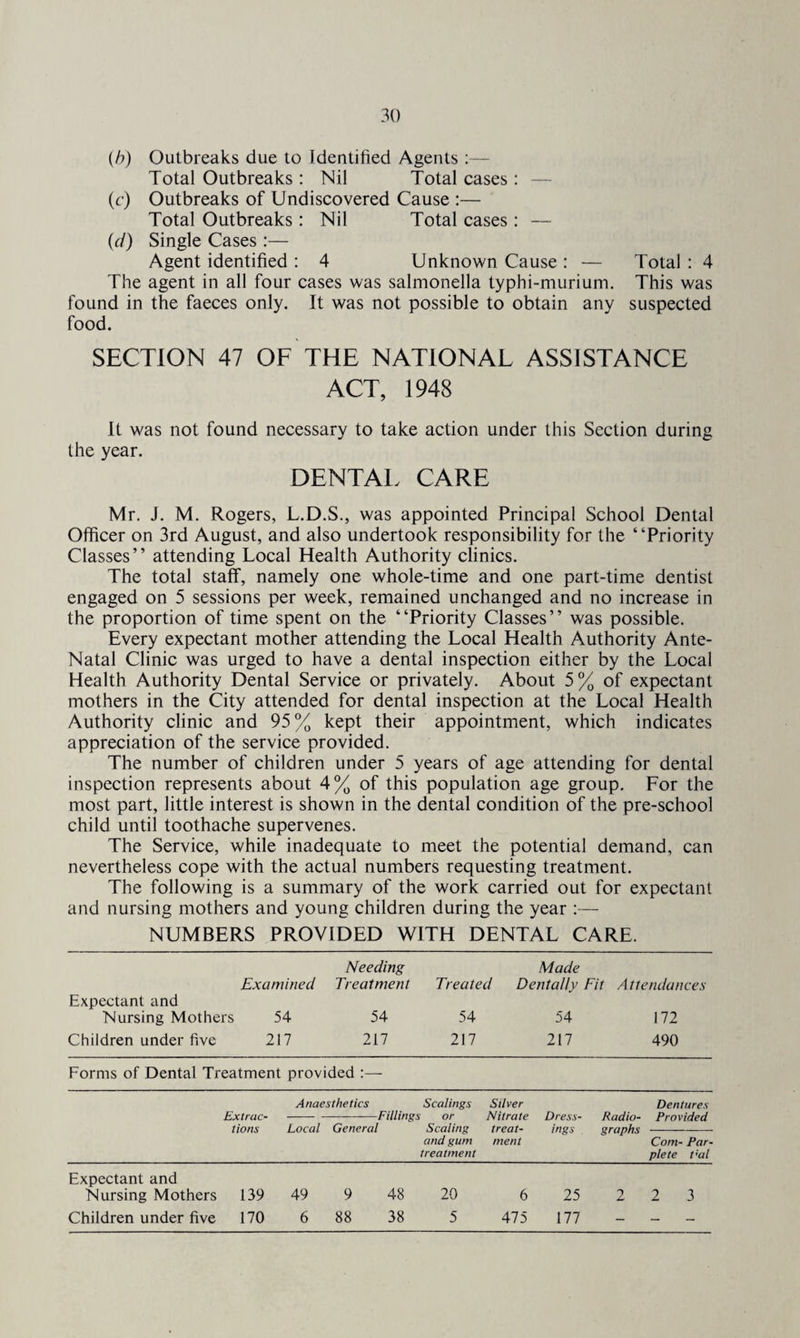 30
(b) Outbreaks due to Identified Agents :—
Total Outbreaks : Nil Total cases : —
(c) Outbreaks of Undiscovered Cause :—
Total Outbreaks : Nil Total cases : —
(d) Single Cases :—
Agent identified : 4 Unknown Cause : — Total : 4
The agent in all four cases was salmonella typhi-murium. This was
found in the faeces only. It was not possible to obtain any suspected
food.
SECTION 47 OF THE NATIONAL ASSISTANCE
ACT, 1948
It was not found necessary to take action under this Section during
the year.
DENTAL CARE
Mr. J. M. Rogers, L.D.S., was appointed Principal School Dental
Officer on 3rd August, and also undertook responsibility for the “Priority
Classes” attending Local Health Authority clinics.
The total staff, namely one whole-time and one part-time dentist
engaged on 5 sessions per week, remained unchanged and no increase in
the proportion of time spent on the “Priority Classes” was possible.
Every expectant mother attending the Local Health Authority Ante-
Natal Clinic was urged to have a dental inspection either by the Local
Health Authority Dental Service or privately. About 5% of expectant
mothers in the City attended for dental inspection at the Local Health
Authority clinic and 95% kept their appointment, which indicates
appreciation of the service provided.
The number of children under 5 years of age attending for dental
inspection represents about 4% of this population age group. For the
most part, little interest is shown in the dental condition of the pre-school
child until toothache supervenes.
The Service, while inadequate to meet the potential demand, can
nevertheless cope with the actual numbers requesting treatment.
The following is a summary of the work carried out for expectant
and nursing mothers and young children during the year :—
NUMBERS PROVIDED WITH DENTAL CARE.
Needing Made
Examined Treatment Treated Dentally Fit Attendances
Expectant and
Nursing Mothers 54 54 54 54 172
Children under five 217 217 217 217 490
Forms of Dental Treatment provided :—
Anaesthetics Scalings Silver Dentures
Extrac- Fillings or Nitrate Dress- Radio- Provided
tions Local General Scaling treat- ings graphs
and gum ment Com- Par-
treatment plete tial
Expectant and
Nursing Mothers 139 49 9 48 20 6 25 2 2 3
Children under five 170 6 88 38 5 475 177 – – –